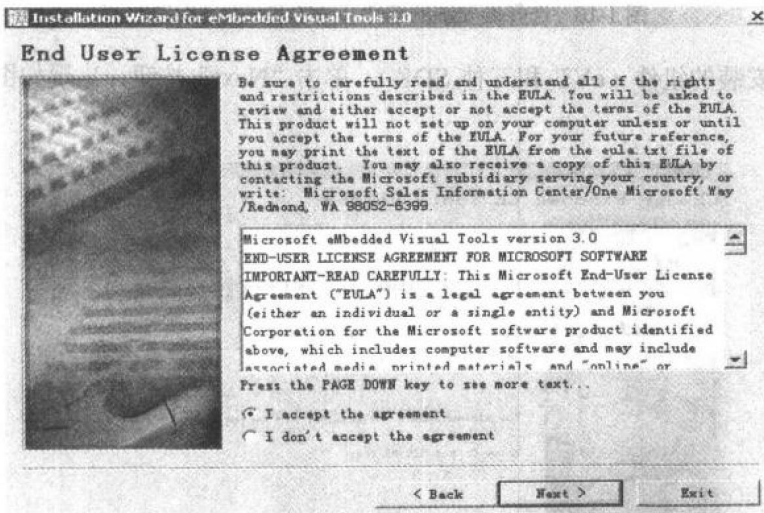 Installation Wizard for eMbedded Visual Tools 3.0
End User License Agreement
Be sure to carefully read and understand all of the rights
and restrictions described in the EULA. You will be asked to
review and either accept or not accept the terms of the EULA.
This product will not set up on your computer unless or until
you accept the terms of the EULA. For your future reference,
you may print the text of the EULA from the eula.txt file of
this product. You may also receive a copy of this EULA by
contacting the Microsoft subsidiary serving your country, or
write: Microsoft Sales Information Center/One Microsoft Way
/Redmond, WA 98052-6399.
Microsoft eMbedded Visual Tools version 3.0
END-USER LICENSE AGREEMENT FOR MICROSOFT SOFTWARE
IMPORTANT-READ CAREFULLY: This Microsoft End-User License
Agreement ("EULA") is a legal agreement between you
(either an individual or a single entity) and Microsoft
Corporation for the Microsoft software product identified
above, which includes computer software and may include
associated media, printed materials, and "online" or
Press the PAGE DOWN key to see more text...
I accept the agreement
I don't accept the agreement
< Back
Next >
Exit